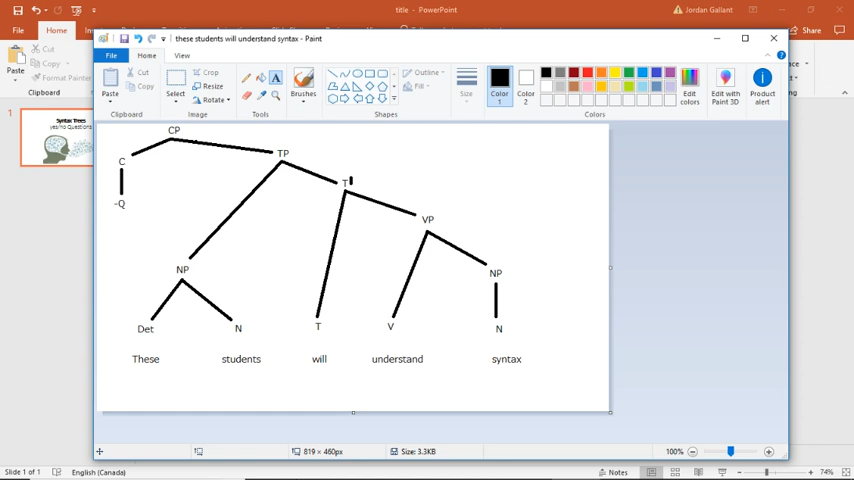 title - PowerPoint
Jordan Gallant
File
Home
Share
Cut
Copy
Format Painter
Paste
Clipboard
1
Syntax Trees
yes/no Questions
these students will understand syntax - Paint
File
Home
View
Paste
Cut
Copy
Clipboard
Select
Crop
Resize
Rotate
Image
A
Tools
Brushes
Shapes
Outline
Fill
Size
Color 1
Color 2
Edit colors
Colors
Edit with Paint 3D
Product alert
CP
C
TP
-Q
T'
VP
NP
NP
Det
N
T
V
N
These students will understand syntax
819 × 460px
Size: 3.3KB
100%
Slide 1 of 1
English (Canada)
Notes
74%